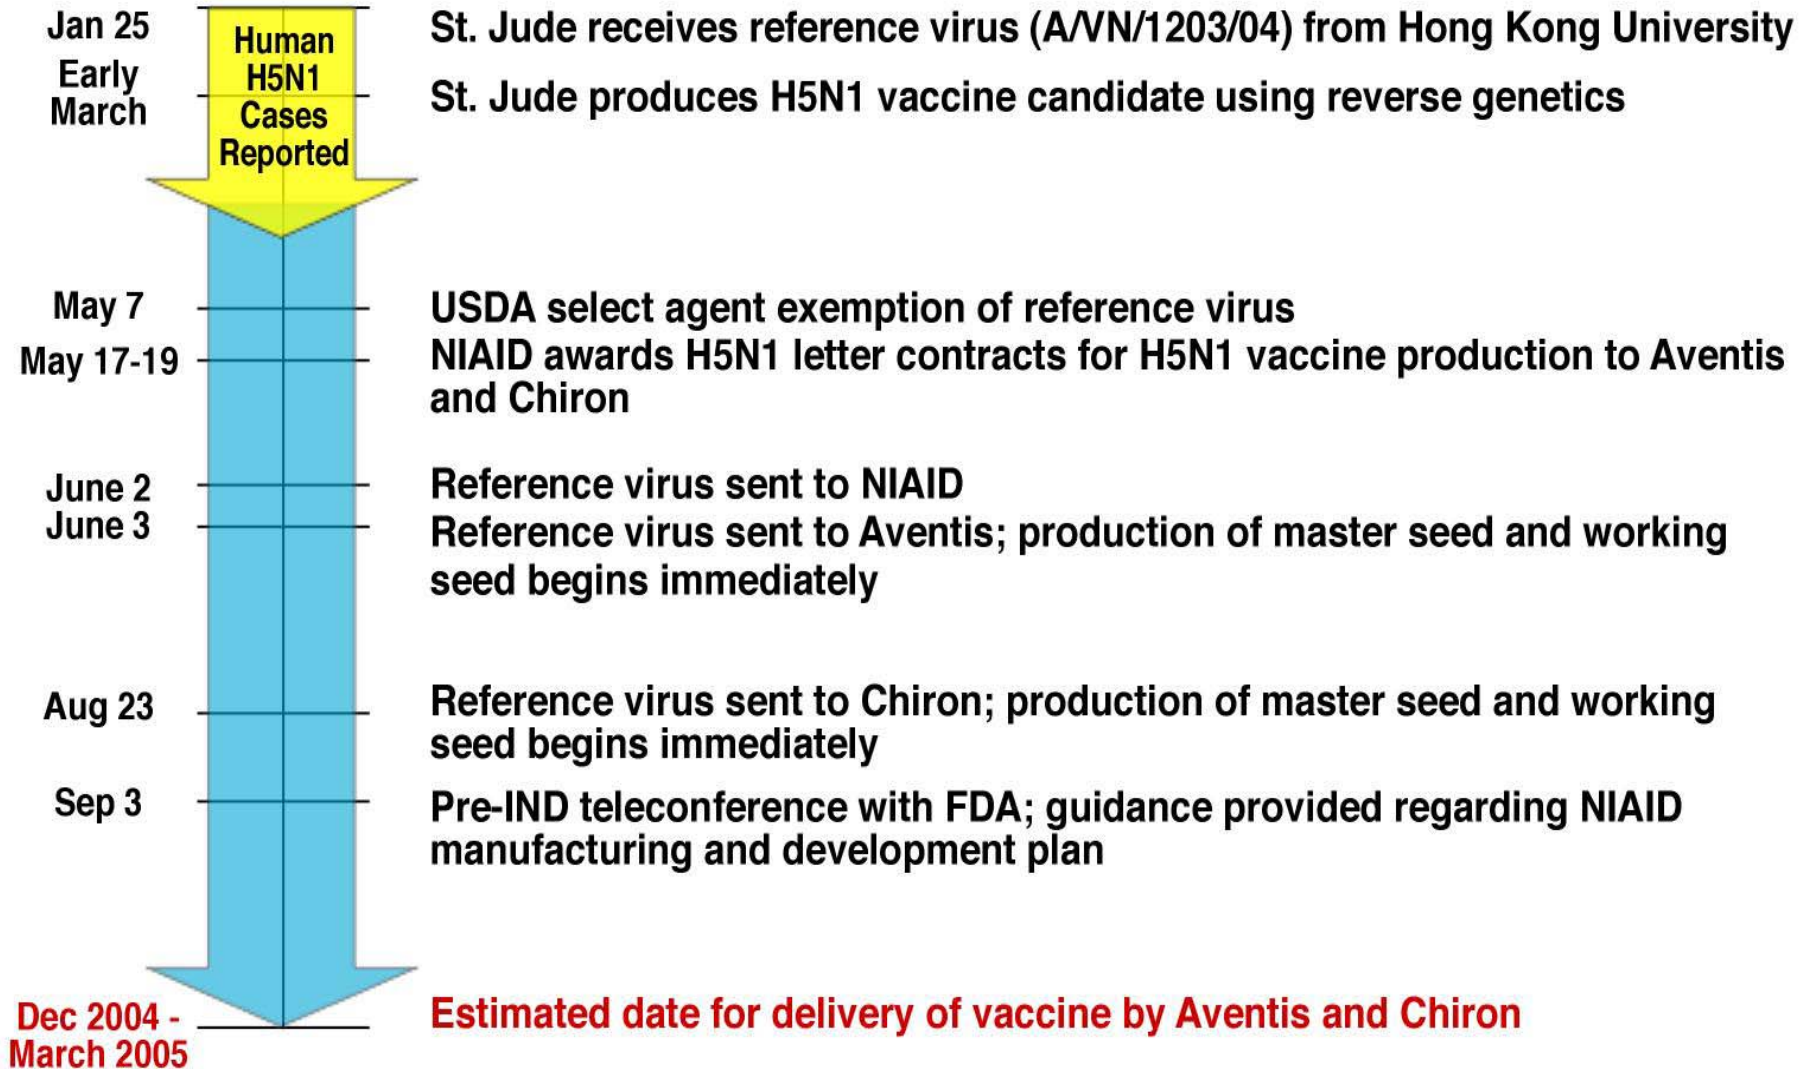 Jan 25
St. Jude receives reference virus (A/VN/1203/04) from Hong Kong University
Human
H5N1
Cases
Reported
Early
March
St. Jude produces H5N1 vaccine candidate using reverse genetics
May 7
USDA select agent exemption of reference virus
May 17-19
NIAID awards H5N1 letter contracts for H5N1 vaccine production to Aventis
and Chiron
June 2
Reference virus sent to NIAID
June 3
Reference virus sent to Aventis; production of master seed and working
seed begins immediately
Aug 23
Reference virus sent to Chiron; production of master seed and working
seed begins immediately
Sep 3
Pre-IND teleconference with FDA; guidance provided regarding NIAID
manufacturing and development plan
Dec 2004 -
March 2005
Estimated date for delivery of vaccine by Aventis and Chiron